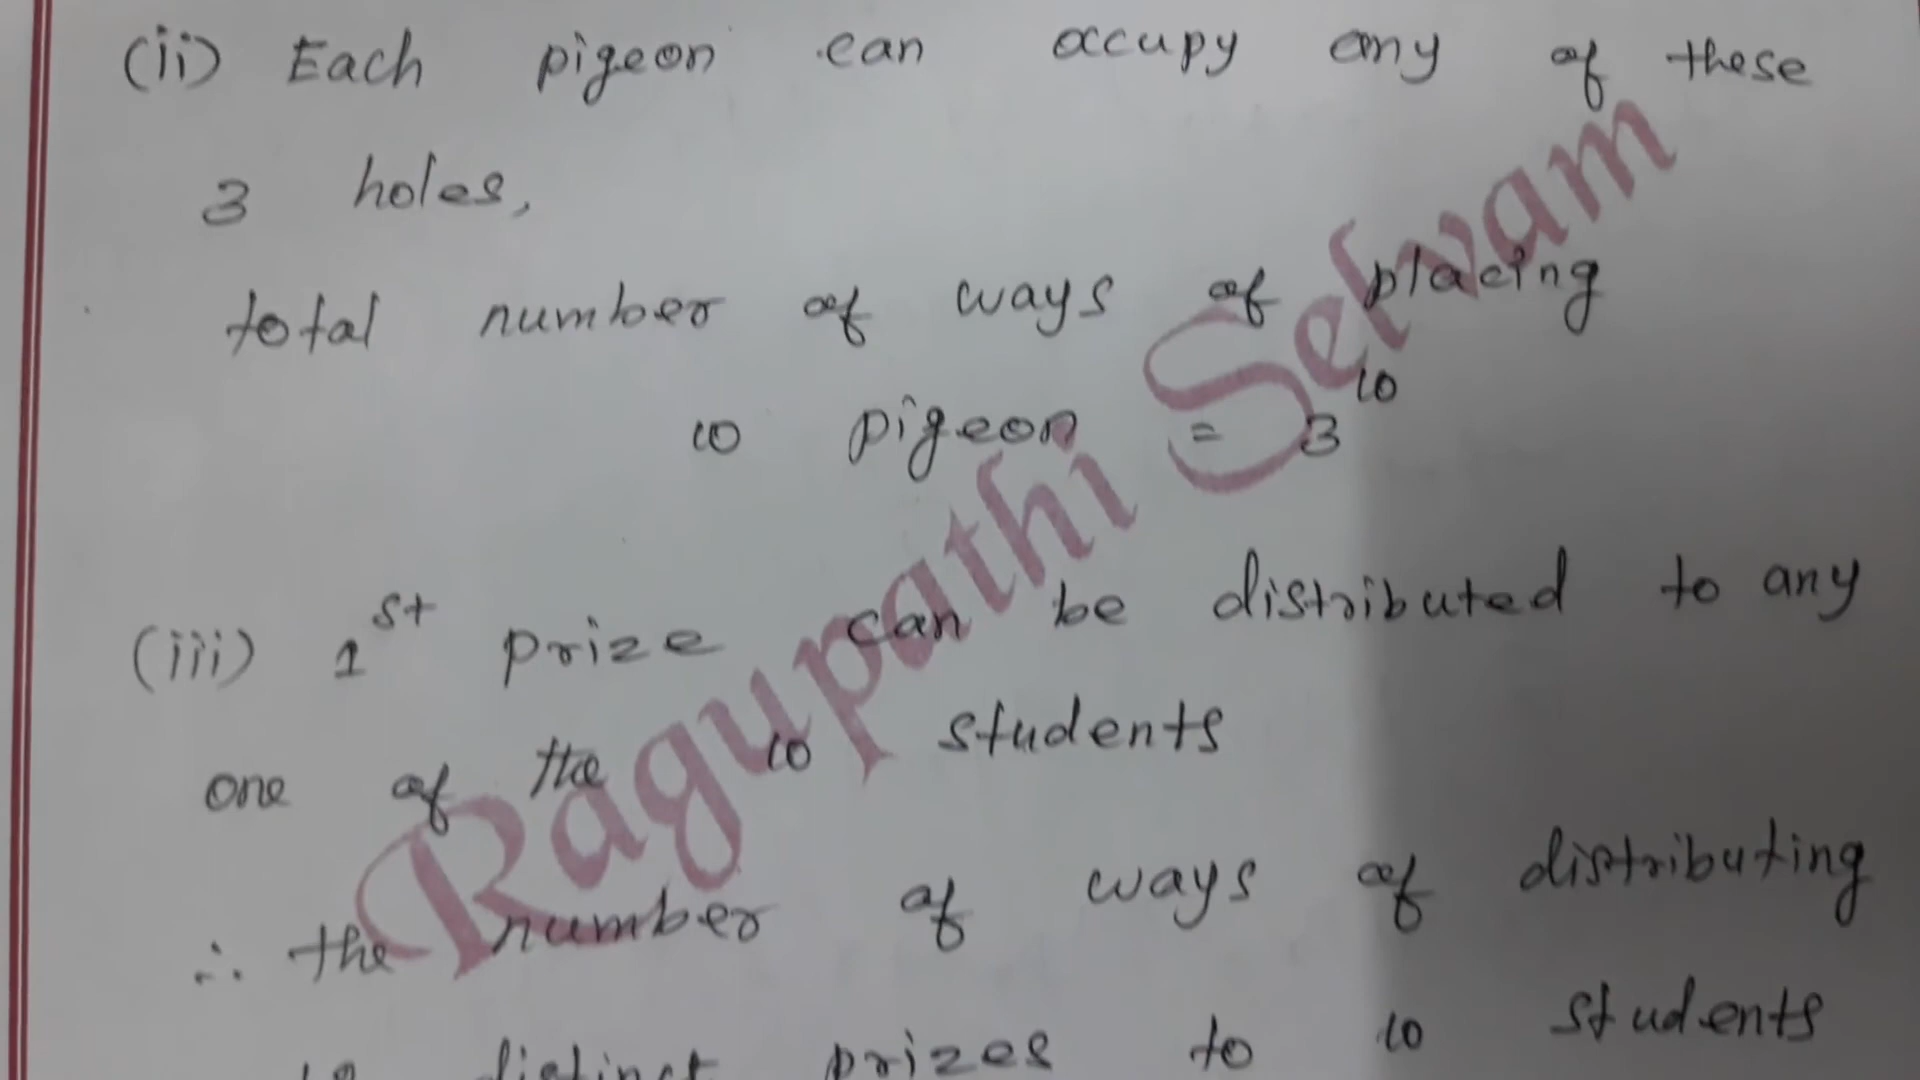 (ii) Each pigeon can occupy any of these
3 holes,
total number of ways of placing
10 pigeon = 3^10
(iii) 1st prize can be distributed to any
one of the 10 students
∴ the number of ways of distributing
distinct prizes to 10 students
Ragupathi Selvam